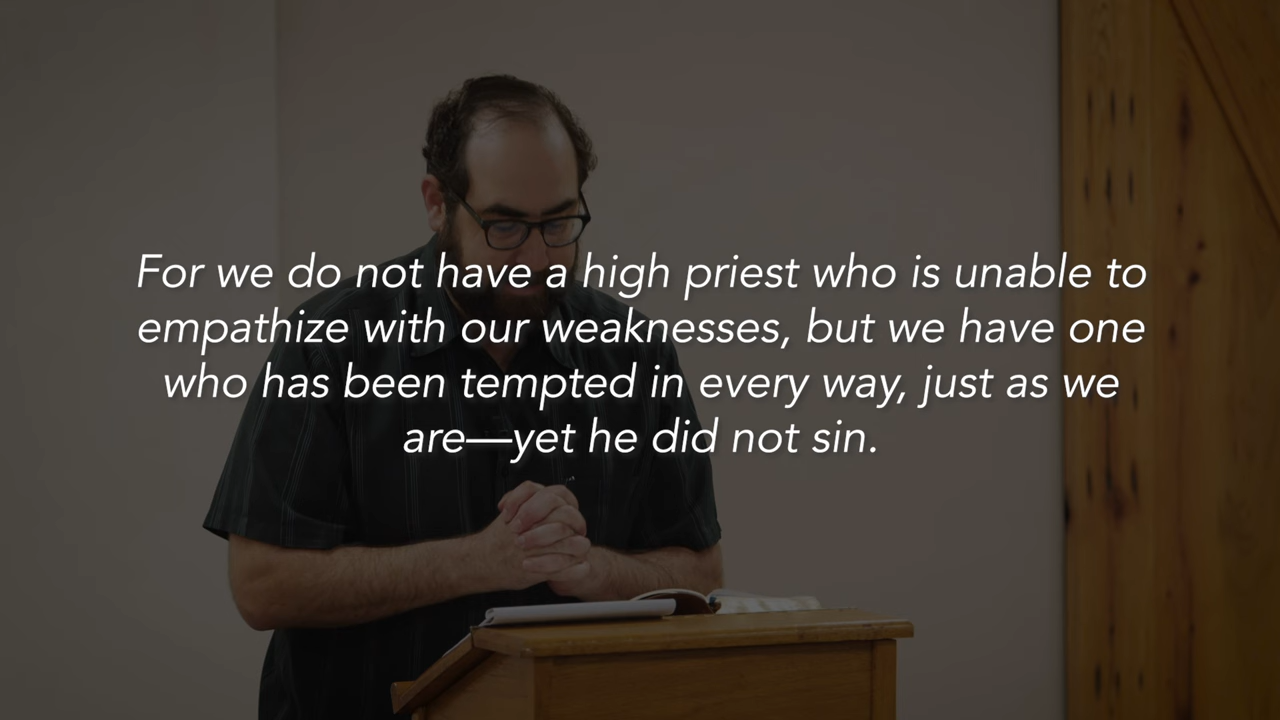 For we do not have a high priest who is unable to
empathize with our weaknesses, but we have one
who has been tempted in every way, just as we
are—yet he did not sin.